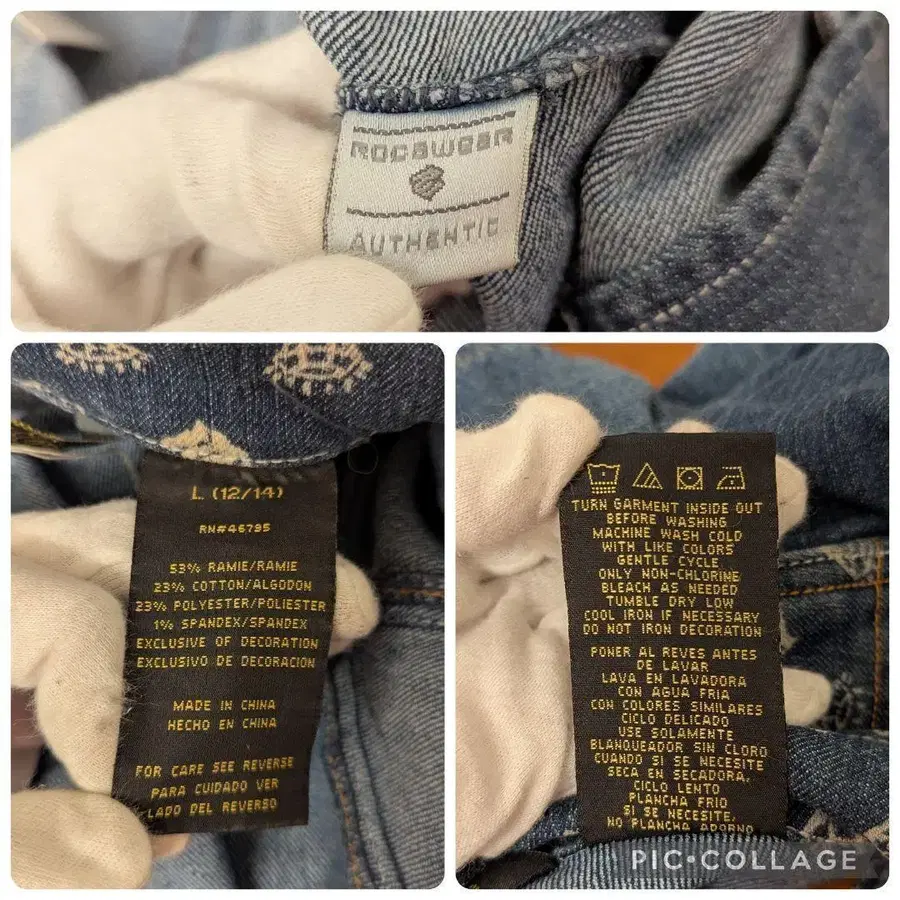 ROCAWEAR
AUTHENTIC
L (12/14)
RN#46795
53% RAMIE/RAMIE
23% COTTON/ALGODON
23% POLYESTER/POLIESTER
1% SPANDEX/SPANDEX
EXCLUSIVE OF DECORATION
EXCLUSIVO DE DECORACION
MADE IN CHINA
HECHO EN CHINA
FOR CARE SEE REVERSE
PARA CUIDADO VER
LADO DEL REVERSO
TURN GARMENT INSIDE OUT
BEFORE WASHING
MACHINE WASH COLD
WITH LIKE COLORS
GENTLE CYCLE
ONLY NON-CHLORINE
BLEACH AS NEEDED
TUMBLE DRY LOW
COOL IRON IF NECESSARY
DO NOT IRON DECORATION
PONER AL REVES ANTES
DE LAVAR
LAVA EN LAVADORA
CON AGUA FRIA
CON COLORES SIMILARES
CICLO DELICADO
USE SOLAMENTE
BLANQUEADOR SIN CLORO
CUANDO SI SE NECESITE
SECA EN SECADORA,
CICLO LENTO
PLANCHA FRIO
SI SE NECESITE,
NO PLANCHA ADORNO
PIC•COLLAGE